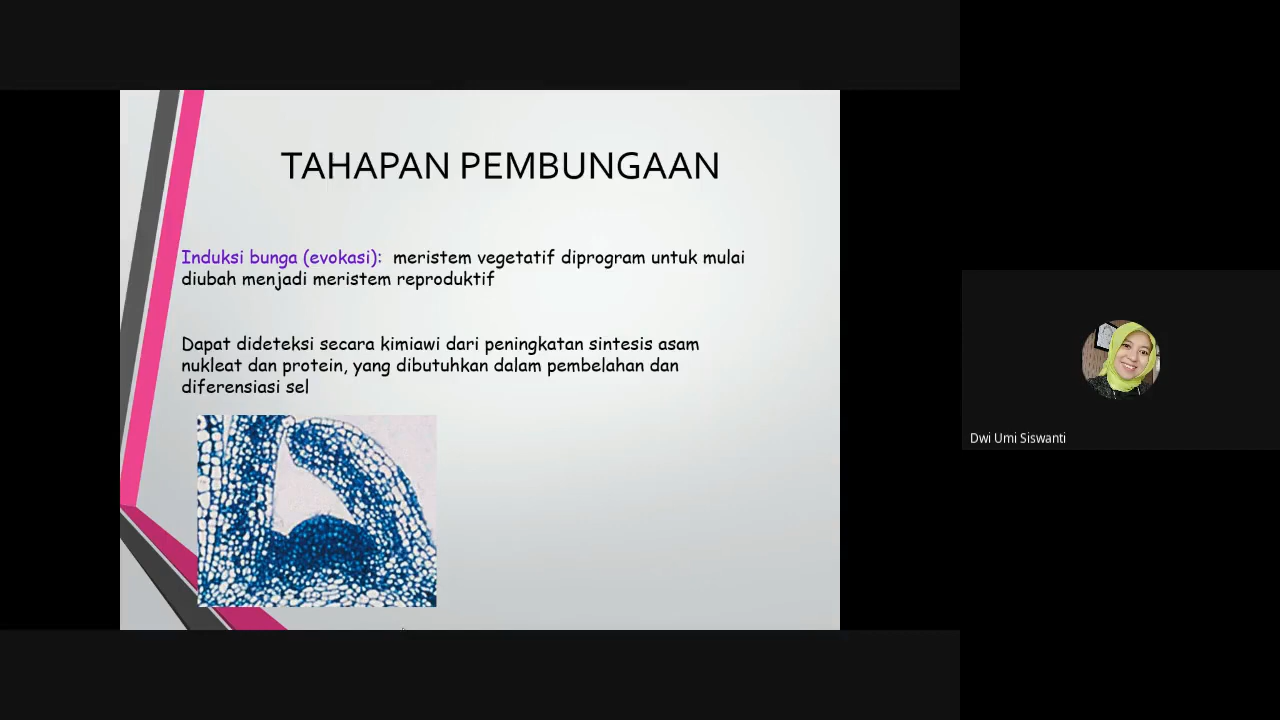 TAHAPAN PEMBUNGAAN
Induksi bunga (evokasi): meristem vegetatif diprogram untuk mulai
diubah menjadi meristem reproduktif
Dapat dideteksi secara kimiawi dari peningkatan sintesis asam
nukleat dan protein, yang dibutuhkan dalam pembelahan dan
diferensiasi sel
Dwi Umi Siswanti